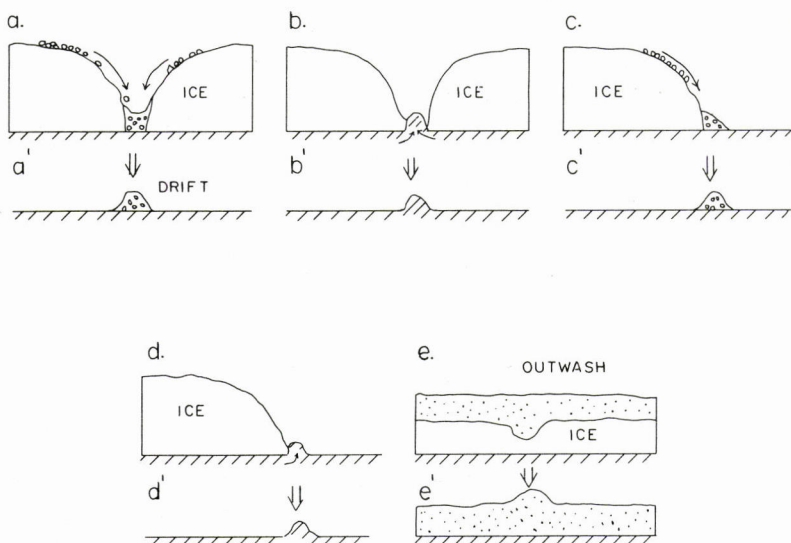 a.
b.
c.
ICE
ICE
ICE
a'
DRIFT
b'
c'
d.
e.
OUTWASH
ICE
ICE
d'
e'